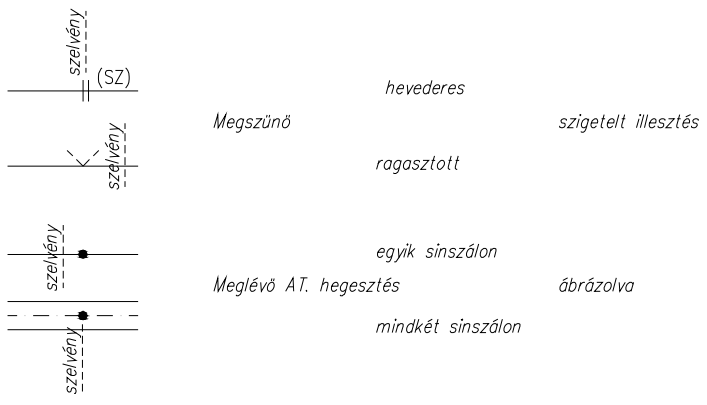 szelvény
(SZ)
hevederes
Megszünö
szigetelt illesztés
szelvény
ragasztott
szelvény
egyik sinszálon
Meglévö AT. hegesztés
ábrázolva
mindkét sinszálon
szelvény